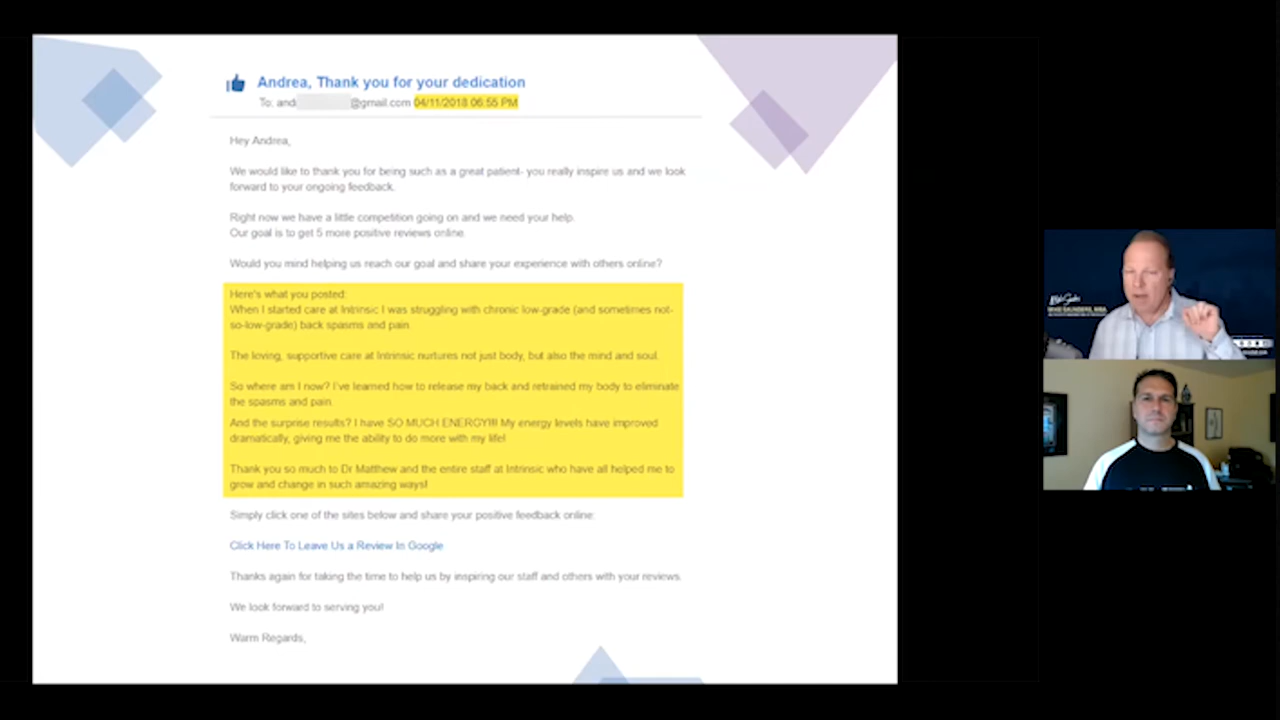 Andrea, Thank you for your dedication
To: and @gmail.com 04/11/2018 06:55 PM
Hey Andrea,
We would like to thank you for being such as a great patient- you really inspire us and we look
forward to your ongoing feedback.
Right now we have a little competition going on and we need your help.
Our goal is to get 5 more positive reviews online.
Would you mind helping us reach our goal and share your experience with others online?
Here's what you posted:
When I started care at Intrinsic I was struggling with chronic low-grade (and sometimes not-
so-low-grade) back spasms and pain.
The loving, supportive care at Intrinsic nurtures not just body, but also the mind and soul.
So where am I now? I've learned how to release my back and retrained my body to eliminate
the spasms and pain.
And the surprise results? I have SO MUCH ENERGY!!! My energy levels have improved
dramatically, giving me the ability to do more with my life!
Thank you so much to Dr Matthew and the entire staff at Intrinsic who have all helped me to
grow and change in such amazing ways!
Simply click one of the sites below and share your positive feedback online:
Click Here To Leave Us a Review In Google
Thanks again for taking the time to help us by inspiring our staff and others with your reviews.
We look forward to serving you!
Warm Regards,
MIKE SAUNDERS, MBA